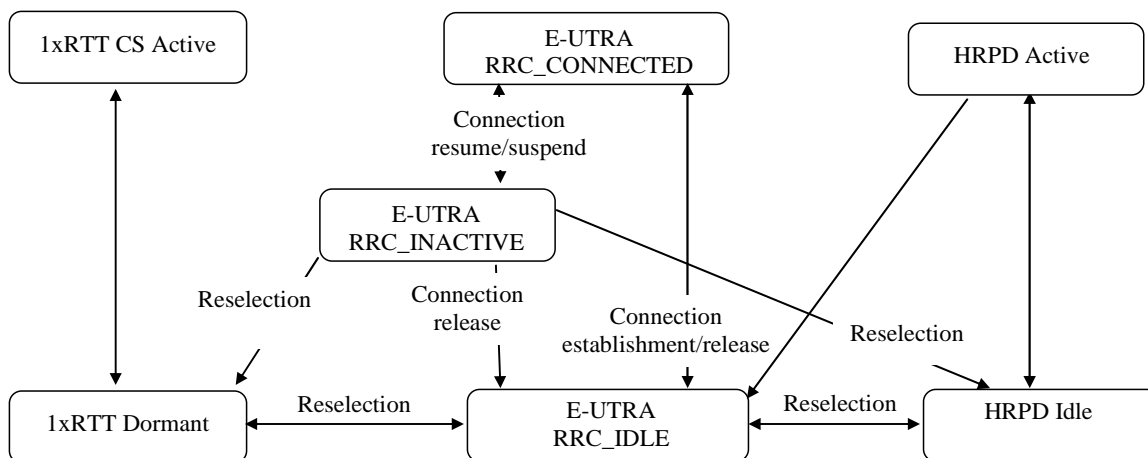 1xRTT CS Active
E-UTRA
RRC_CONNECTED
HRPD Active
Connection
resume/suspend
E-UTRA
RRC_INACTIVE
Reselection
Connection
release
Connection
establishment/release
Reselection
1xRTT Dormant
Reselection
E-UTRA
RRC_IDLE
Reselection
HRPD Idle